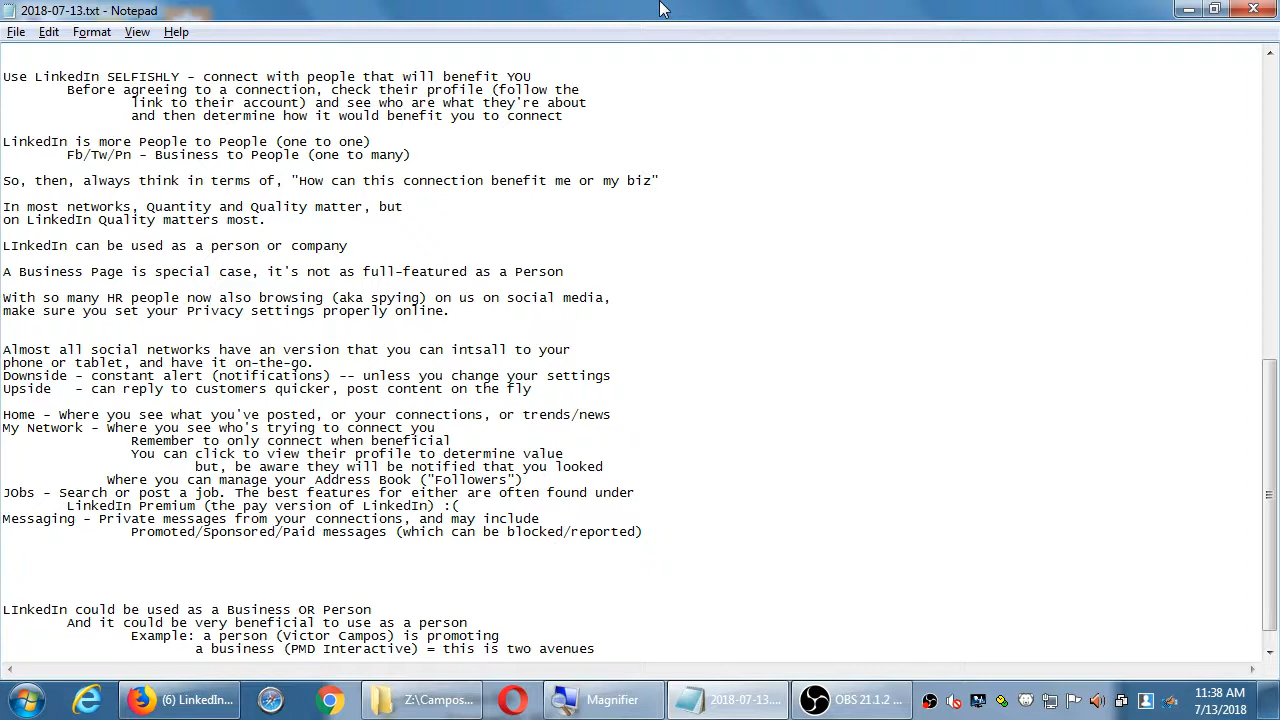 2018-07-13.txt - Notepad
File Edit Format View Help
Use LinkedIn SELFISHLY - connect with people that will benefit YOU
Before agreeing to a connection, check their profile (follow the
link to their account) and see who are what they're about
and then determine how it would benefit you to connect
LinkedIn is more People to People (one to one)
Fb/Tw/Pn - Business to People (one to many)
So, then, always think in terms of, "How can this connection benefit me or my biz"
In most networks, Quantity and Quality matter, but
on LinkedIn Quality matters most.
LInkedIn can be used as a person or company
A Business Page is special case, it's not as full-featured as a Person
With so many HR people now also browsing (aka spying) on us on social media,
make sure you set your Privacy settings properly online.
Almost all social networks have an version that you can intsall to your
phone or tablet, and have it on-the-go.
Downside - constant alert (notifications) -- unless you change your settings
Upside - can reply to customers quicker, post content on the fly
Home - Where you see what you've posted, or your connections, or trends/news
My Network - Where you see who's trying to connect you
Remember to only connect when beneficial
You can click to view their profile to determine value
but, be aware they will be notified that you looked
Where you can manage your Address Book ("Followers")
Jobs - Search or post a job. The best features for either are often found under
LinkedIn Premium (the pay version of LinkedIn) :(
Messaging - Private messages from your connections, and may include
Promoted/Sponsored/Paid messages (which can be blocked/reported)
LInkedIn could be used as a Business OR Person
And it could be very beneficial to use as a person
Example: a person (Victor Campos) is promoting
a business (PMD Interactive) = this is two avenues
(6) LinkedIn... Z:\Campos... Magnifier 2018-07-13.... OBS 21.1.2 ... 11:38 AM
7/13/2018